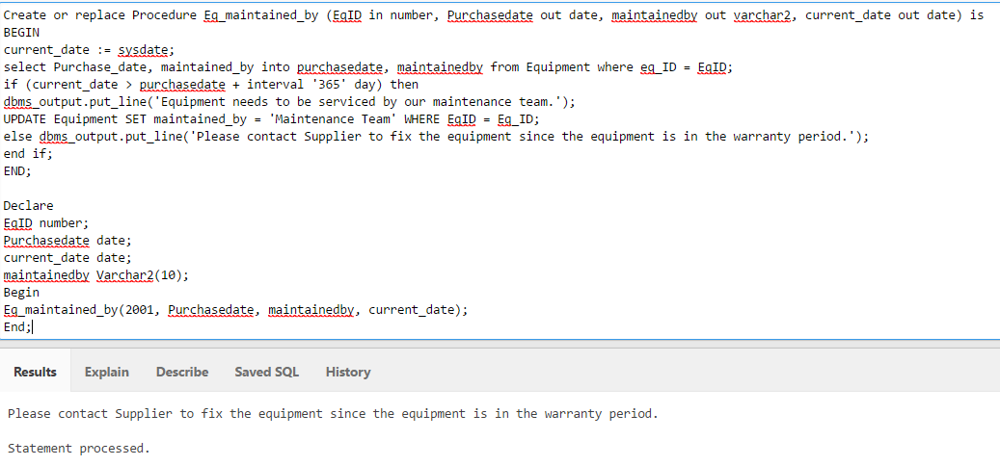 Create or replace Procedure Eq_maintained_by (EqID in number, Purchasedate out date, maintainedby out varchar2, current_date out date) is
BEGIN
current_date := sysdate;
select Purchase_date, maintained_by into purchasedate, maintainedby from Equipment where eq_ID = EqID;
if (current_date > purchasedate + interval '365' day) then
dbms_output.put_line('Equipment needs to be serviced by our maintenance team.');
UPDATE Equipment SET maintained_by = 'Maintenance Team' WHERE EqID = Eq_ID;
else dbms_output.put_line('Please contact Supplier to fix the equipment since the equipment is in the warranty period.');
end if;
END;

Declare
EqID number;
Purchasedate date;
current_date date;
maintainedby Varchar2(10);
Begin
Eq_maintained_by(2001, Purchasedate, maintainedby, current_date);
End;
Results Explain Describe Saved SQL History
Please contact Supplier to fix the equipment since the equipment is in the warranty period.
Statement processed.